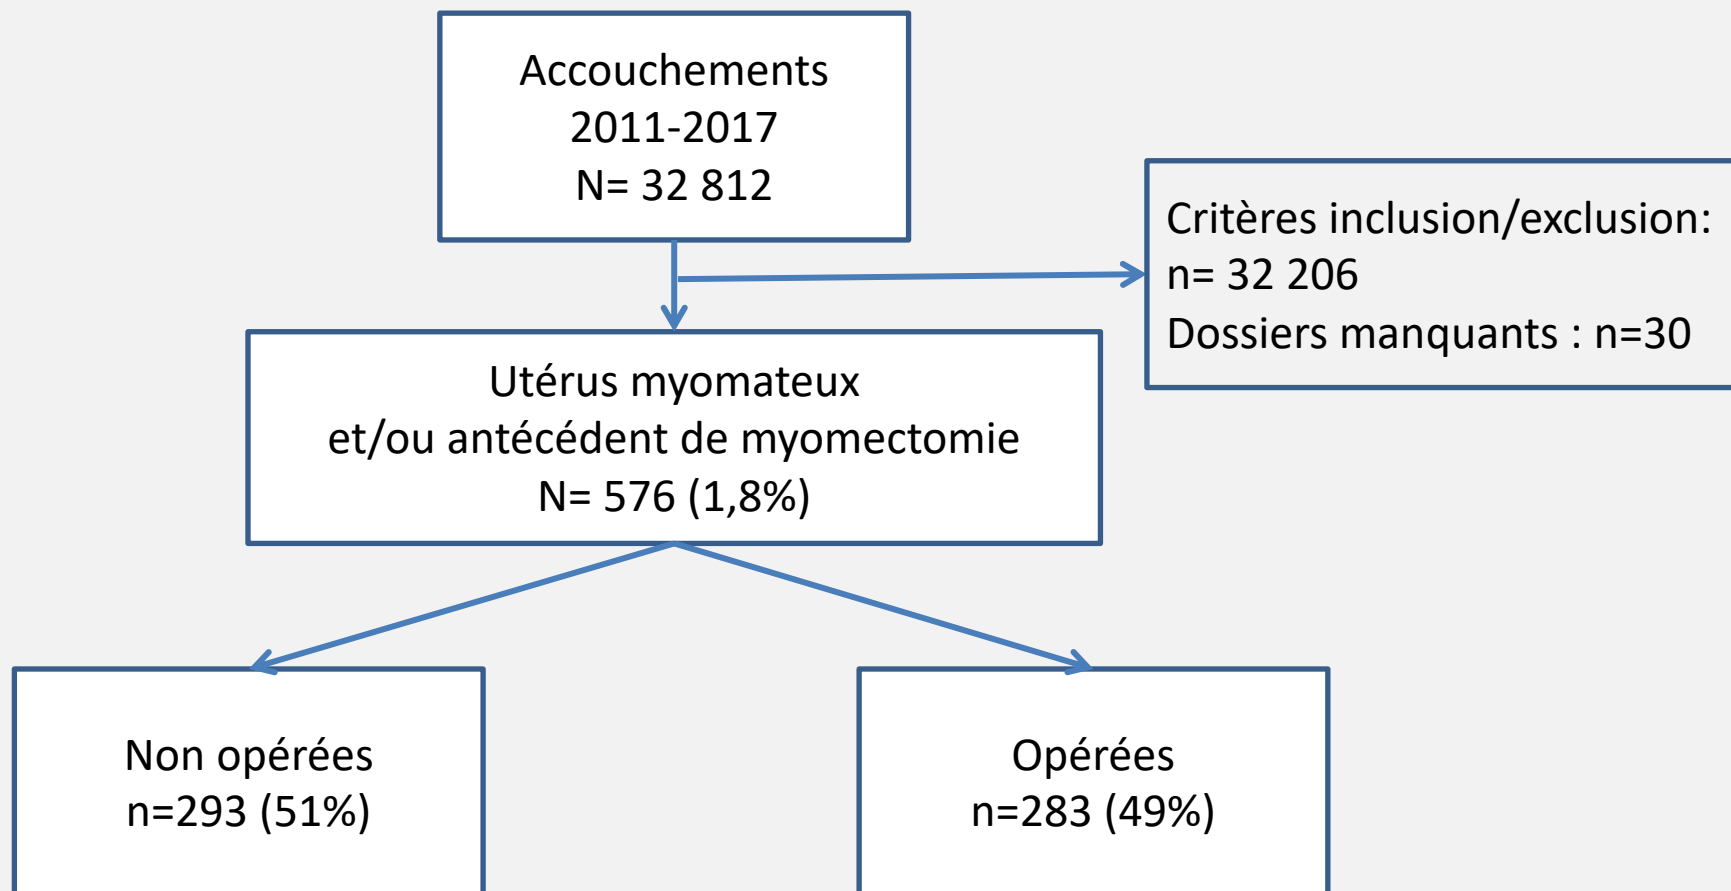 Accouchements
2011-2017
N= 32 812
Critères inclusion/exclusion:
n= 32 206
Dossiers manquants : n=30
Utérus myomateux
et/ou antécédent de myomectomie
N= 576 (1,8%)
Non opérées
n=293 (51%)
Opérées
n=283 (49%)